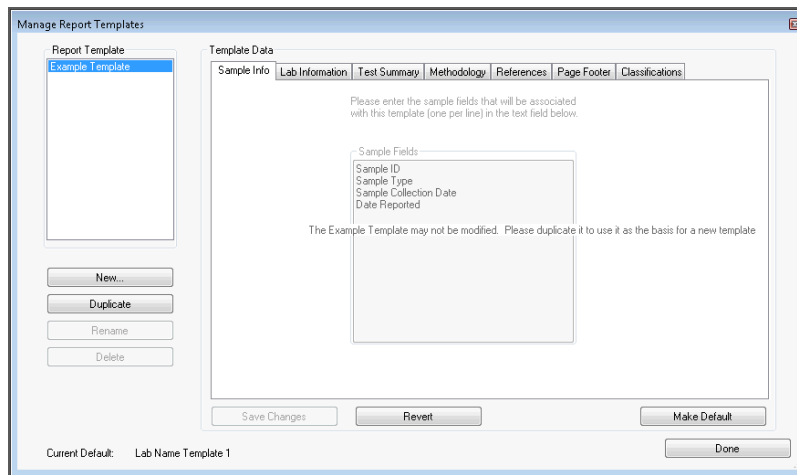 Manage Report Templates
Report Template
Example Template
New...
Duplicate
Rename
Delete
Template Data
Sample Info Lab Information Test Summary Methodology References Page Footer Classifications
Please enter the sample fields that will be associated
with this template (one per line) in the text field below.
Sample Fields
Sample ID
Sample Type
Sample Collection Date
Date Reported
The Example Template may not be modified. Please duplicate it to use it as the basis for a new template
Save Changes Revert Make Default
Current Default: Lab Name Template 1
Done